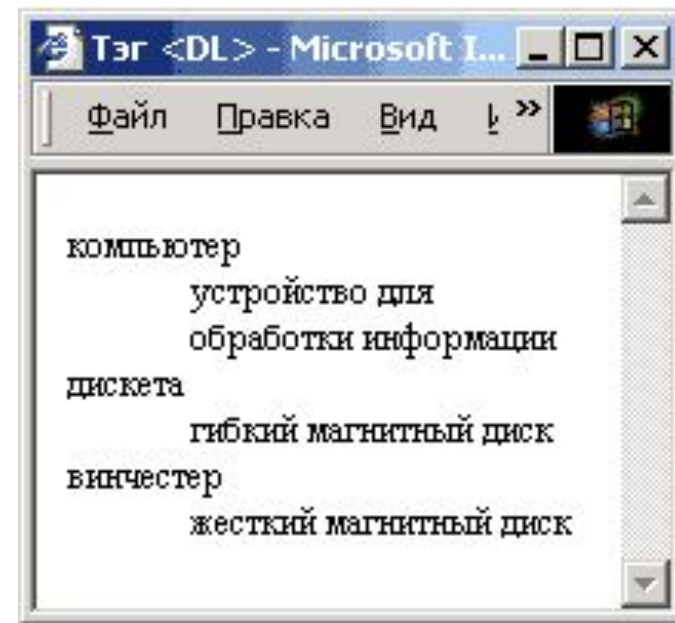 Тэг <DL> - Microsoft I...
Файл Правка Вид »
компьютер
устройство для
обработки информации
дискета
гибкий магнитный диск
винчестер
жесткий магнитный диск